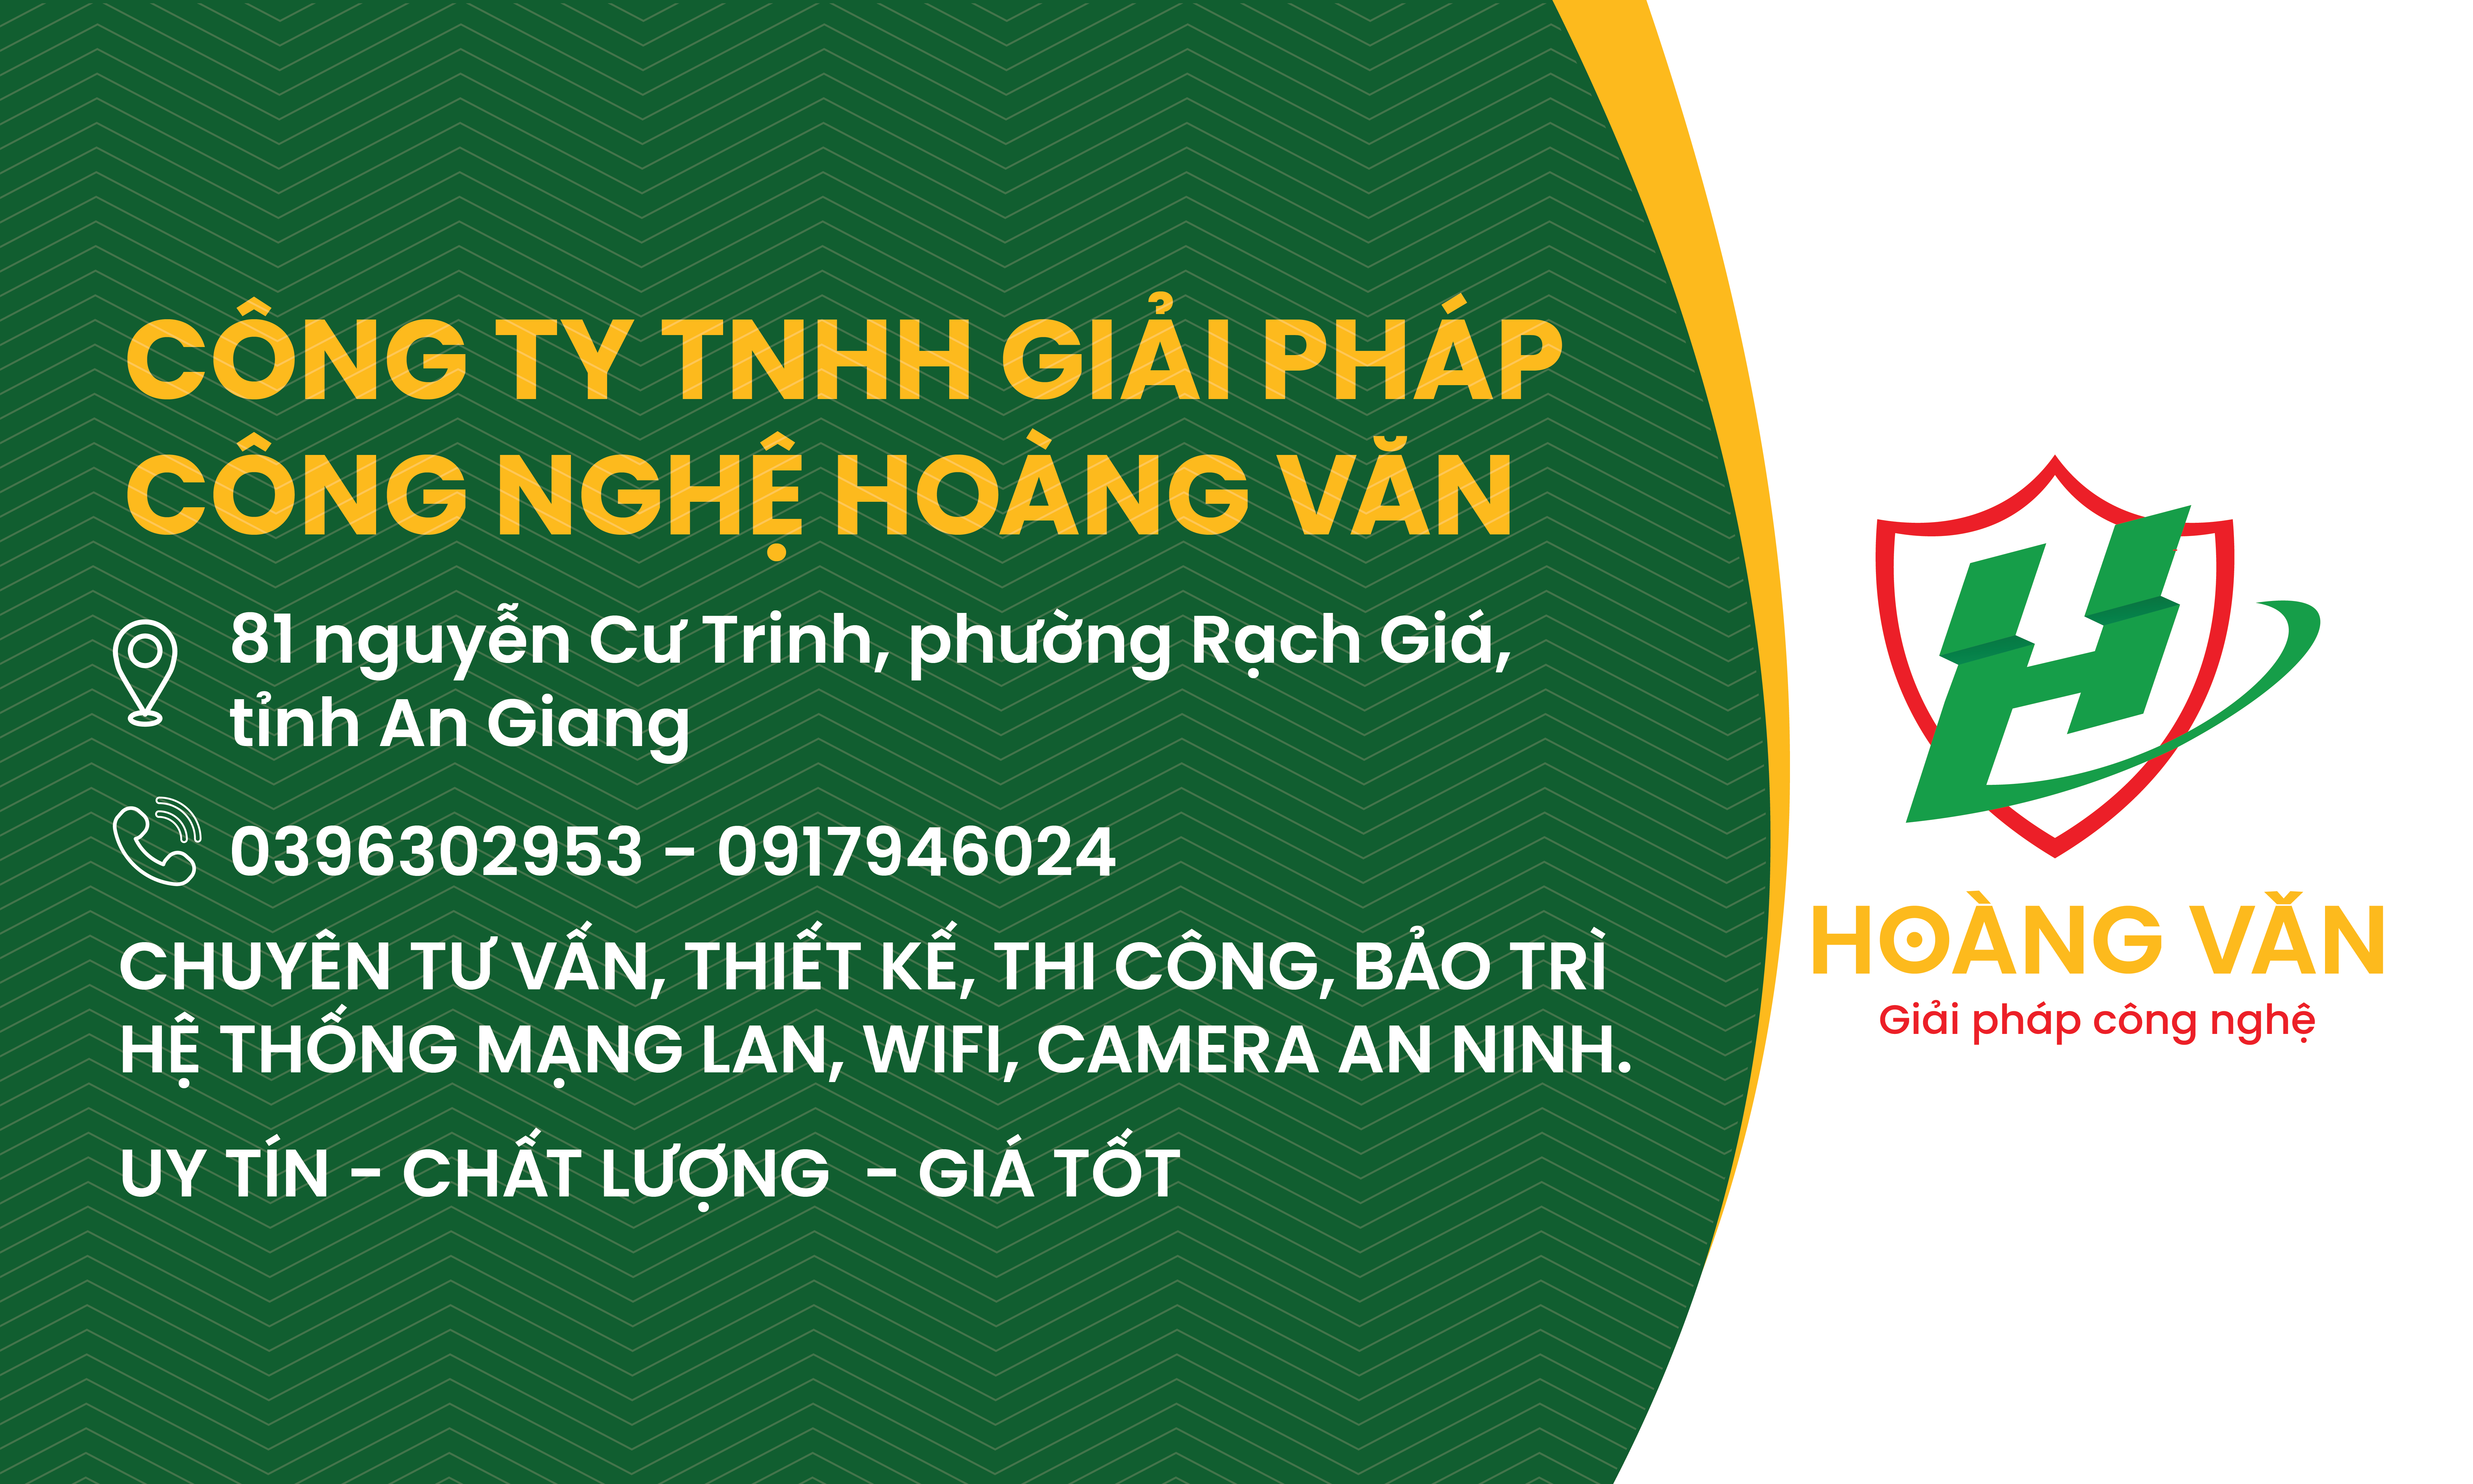 CÔNG TY TNHH GIẢI PHÁP
CÔNG NGHỆ HOÀNG VĂN
81 nguyễn Cư Trinh, phường Rạch Giá,
tỉnh An Giang
0396302953 - 0917946024
CHUYÊN TƯ VẤN, THIẾT KẾ, THI CÔNG, BẢO TRÌ
HỆ THỐNG MẠNG LAN, WIFI, CAMERA AN NINH.
UY TÍN - CHẤT LƯỢNG - GIÁ TỐT
HOÀNG VĂN
Giải pháp công nghệ